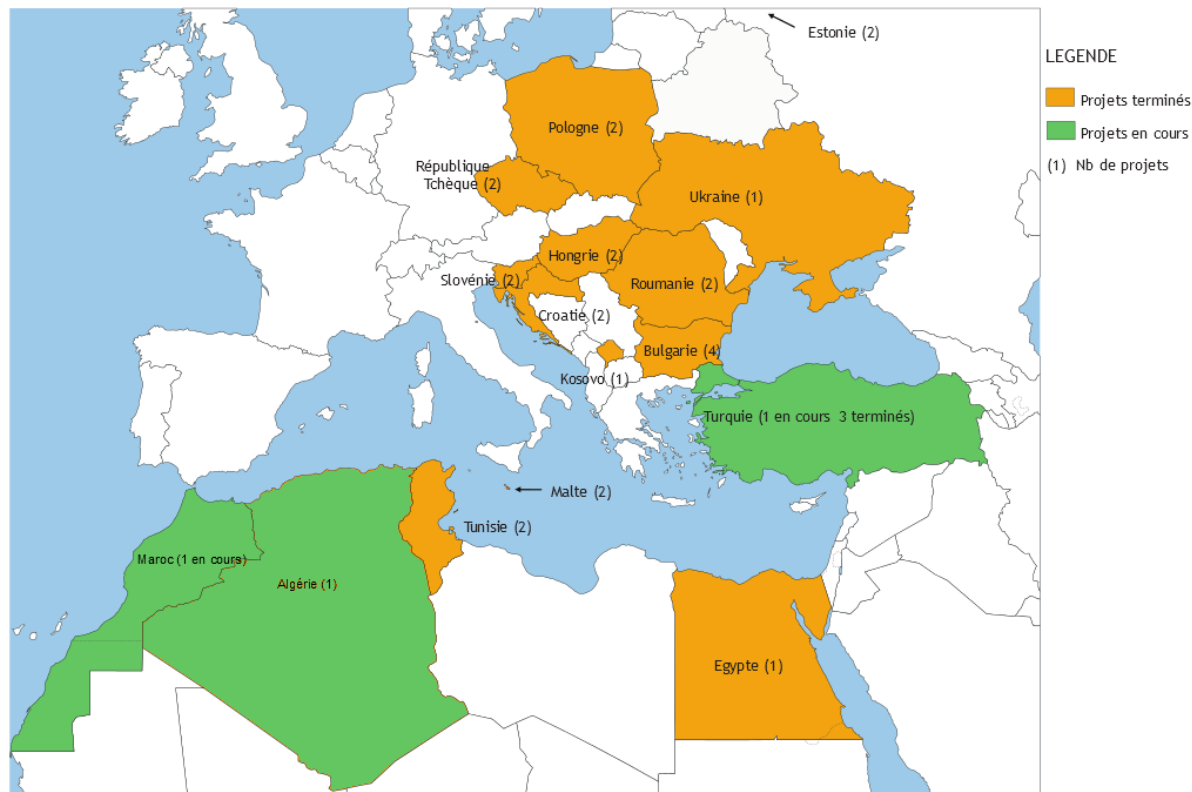 Estonie (2)
LEGENDE
Projets terminés
Projets en cours
(1) Nb de projets
Pologne (2)
République
Tchèque (2)
Ukraine (1)
Hongrie (2)
Slovénie (2)
Roumanie (2)
Croatie (2)
Bulgarie (4)
Kosovo (1)
Turquie (1 en cours 3 terminés)
Malte (2)
Tunisie (2)
Maroc (1 en cours)
Algérie (1)
Egypte (1)